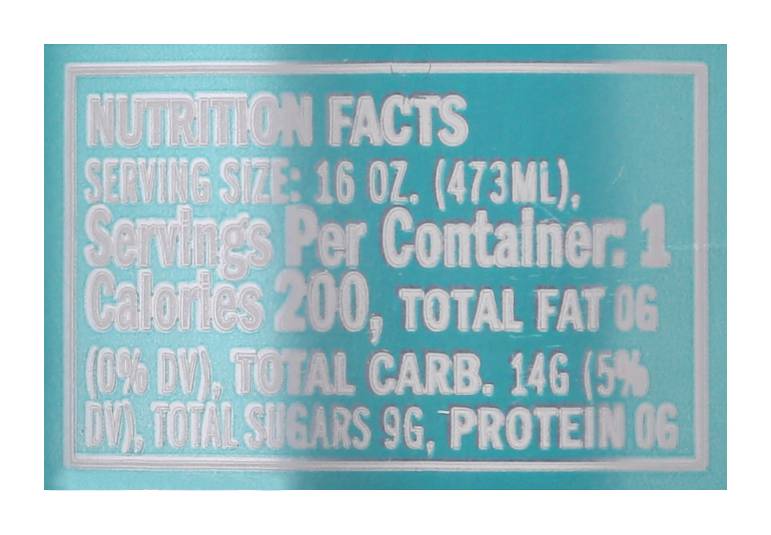 NUTRITION FACTS
SERVING SIZE: 16 OZ. (473ML),
Servings Per Container: 1
Calories 200, TOTAL FAT 0G
(0% DV), TOTAL CARB. 14G (5%
DV), TOTAL SUGARS 9G, PROTEIN 0G